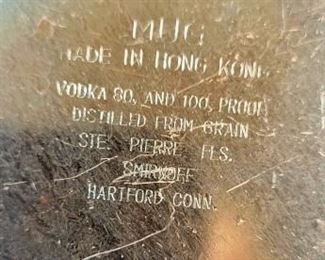 MUG
MADE IN HONG KONG
VODKA 80, AND 100, PROOF
DISTILLED FROM GRAIN
STE. PIERRE FLS.
SMIRNOFF
HARTFORD CONN.